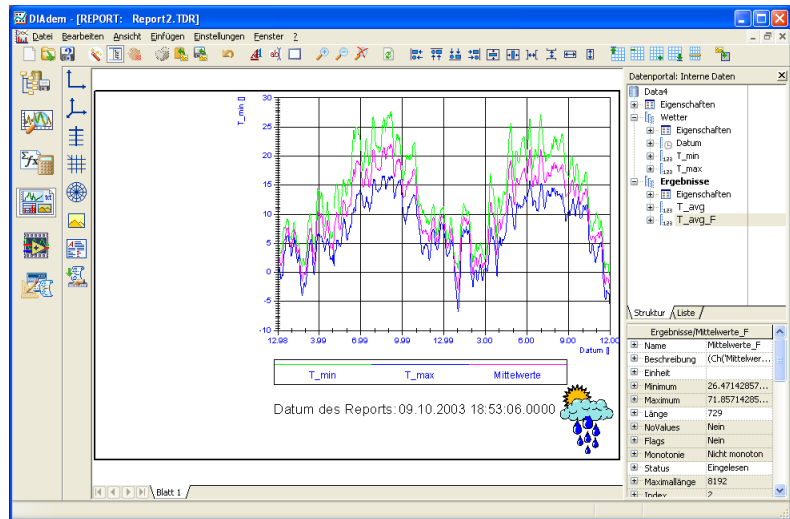 DIAdem - [REPORT: Report2.TDR]
Datei Bearbeiten Ansicht Einfügen Einstellungen Fenster ?
Datenportal: Interne Daten
Data4
Eigenschaften
Wetter
Eigenschaften
Datum
T_min
T_max
Ergebnisse
Eigenschaften
T_avg
T_avg_F
Struktur Liste
T_min []
30
25
20
15
10
5
0
-5
-10
12.98 3.99 6.99 9.99 12.99 3.00 6.00 9.00 12.00
Datum []
T_min T_max Mittelwerte
Datum des Reports: 09.10.2003 18:53:06.0000
Blatt 1
Ergebnisse/Mittelwerte_F
Name Mittelwerte_F
Beschreibung (Ch('Mittelwer...
Einheit
Minimum 26.47142857...
Maximum 71.85714285...
Länge 729
NoValues Nein
Flags Nein
Monotonie Nicht monoton
Status Eingelesen
Maximallänge 8192
Index 2